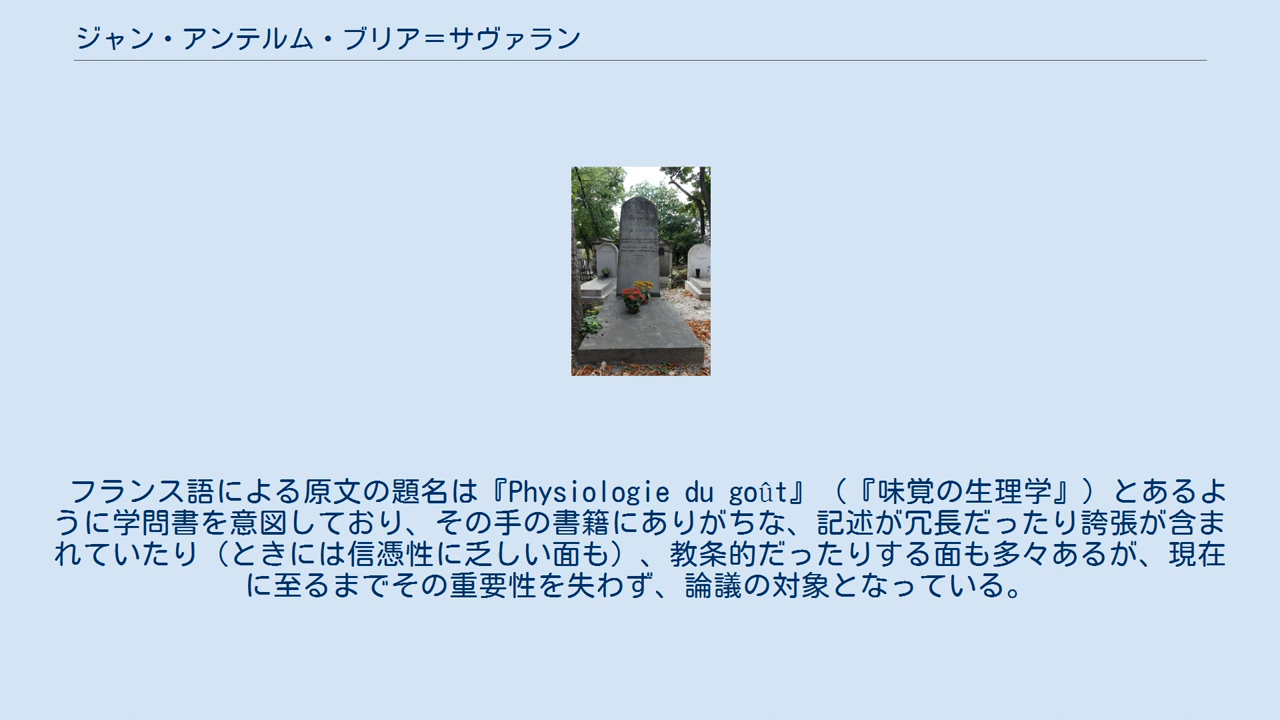 ジャン・アンテルム・ブリア＝サヴァラン
フランス語による原文の題名は『Physiologie du goût』（『味覚の生理学』）とあるよ
うに学問書を意図しており、その手の書籍にありがちな、記述が冗長だったり誇張が含ま
れていたり（ときには信憑性に乏しい面も）、教条的だったりする面も多々あるが、現在
に至るまでその重要性を失わず、論議の対象となっている。